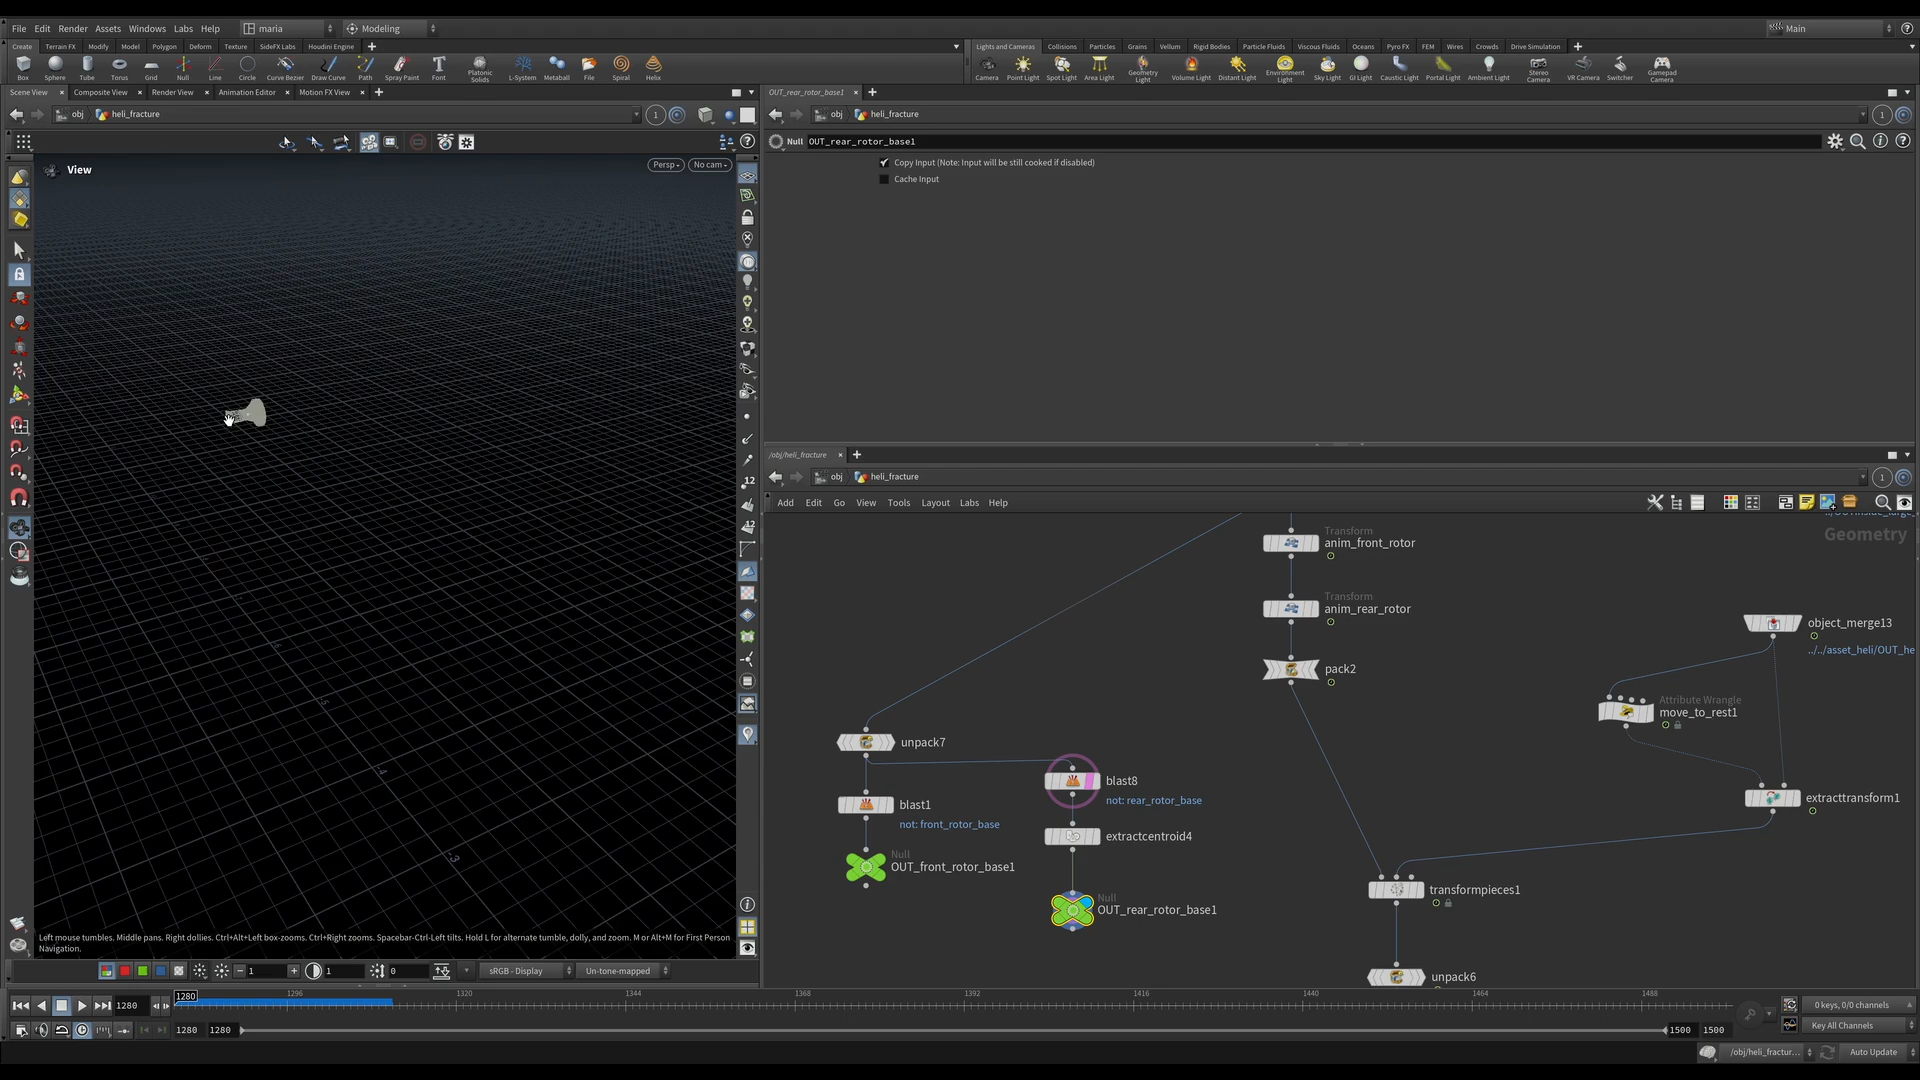 File Edit Render Assets Windows Labs Help maria Modeling Main
Create Terrain FX Modify Model Polygon Deform Texture SideFX Labs Houdini Engine
Lights and Cameras Collisions Particles Grains Vellum Rigid Bodies Particle Fluids Viscous Fluids Oceans Pyro FX FEM Wires Crowds Drive Simulation
Box Sphere Tube Torus Grid Null Line Circle Curve Bezier Draw Curve Path Spray Paint Font Platonic Solids L-System Metaball File Spiral Helix
Camera Point Light Spot Light Area Light Geometry Light Volume Light Distant Light Environment Light Sky Light GI Light Caustic Light Portal Light Ambient Light Stereo Camera VR Camera Switcher Gamepad Camera
Scene View Composite View Render View Animation Editor Motion FX View
obj heli_fracture 1
View
Persp No cam
Left mouse tumbles. Middle pans. Right dollies. Ctrl+Alt+Left box-zooms. Ctrl+Right zooms. Spacebar-Ctrl-Left tilts. Hold L for alternate tumble, dolly, and zoom. M or Alt+M for First Person
Navigation.
1 1 0 sRGB - Display Un-tone-mapped
OUT_rear_rotor_base1
obj heli_fracture 1
Null OUT_rear_rotor_base1
Copy Input (Note: Input will be still cooked if disabled)
Cache Input
/obj/heli_fracture
obj heli_fracture 1
Add Edit Go View Tools Layout Labs Help
Geometry
Transform
anim_front_rotor
Transform
anim_rear_rotor
pack2
object_merge13
../../asset_heli/OUT_he
Attribute Wrangle
move_to_rest1
unpack7
blast8
not: rear_rotor_base
blast1
not: front_rotor_base
extracttransform1
extractcentroid4
Null
OUT_front_rotor_base1
Null
OUT_rear_rotor_base1
transformpieces1
unpack6
1280 1280 1296 1320 1344 1368 1392 1416 1440 1464 1488
0 keys, 0/0 channels
1280 1280 1500 1500 Key All Channels
/obj/heli_fractur... Auto Update